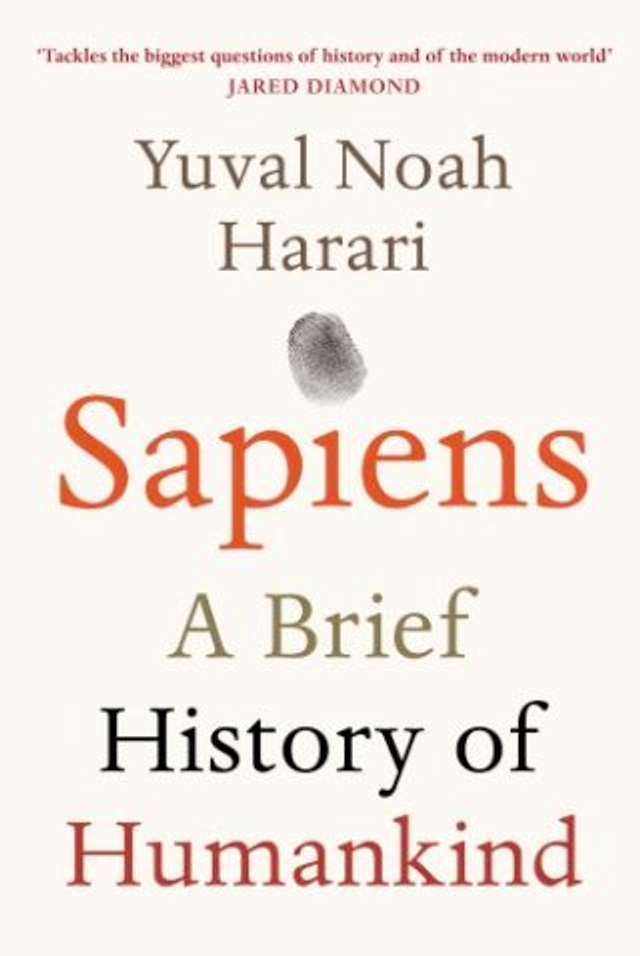 'Tackles the biggest questions of history and of the modern world'
JARED DIAMOND
Yuval Noah
Harari
Sapiens
A Brief
History of
Humankind